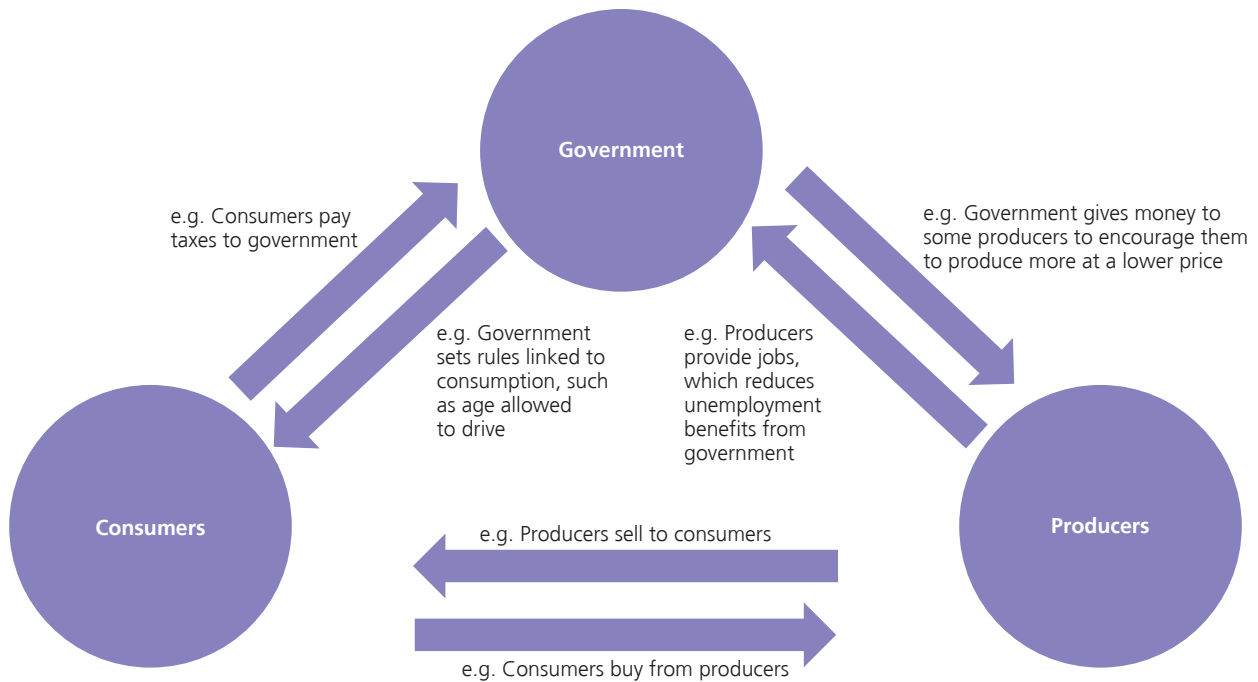 Government
e.g. Consumers pay
taxes to government
e.g. Government gives money to
some producers to encourage them
to produce more at a lower price
e.g. Government
sets rules linked to
consumption, such
as age allowed
to drive
e.g. Producers
provide jobs,
which reduces
unemployment
benefits from
government
Consumers
Producers
e.g. Producers sell to consumers
e.g. Consumers buy from producers